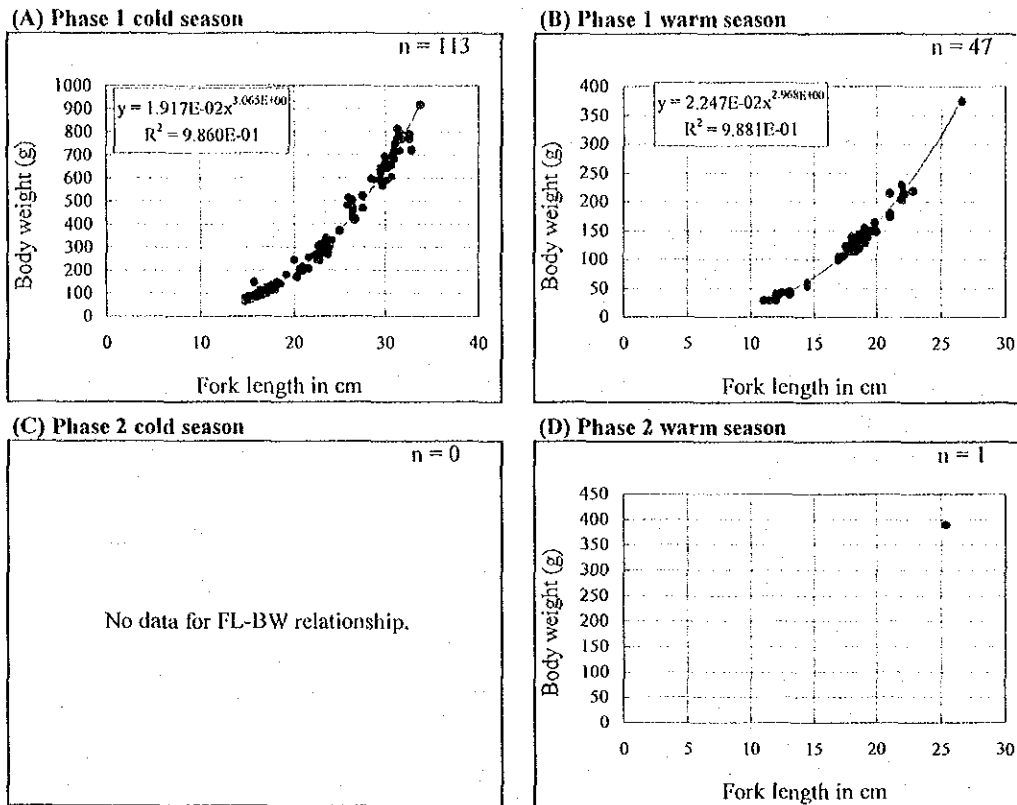 (A) Phase 1 cold season
n = 113
y = 1.917E-02x^3.065E+00
R² = 9.860E-01
1000
900
800
700
600
500
400
300
200
100
0
Body weight (g)
0 10 20 30 40
Fork length in cm
(B) Phase 1 warm season
n = 47
y = 2.247E-02x^2.968E+00
R² = 9.881E-01
400
350
300
250
200
150
100
50
0
Body weight (g)
0 5 10 15 20 25 30
Fork length in cm
(C) Phase 2 cold season
n = 0
No data for FL-BW relationship.
(D) Phase 2 warm season
n = 1
450
400
350
300
250
200
150
100
50
0
Body weight (g)
0 5 10 15 20 25 30
Fork length in cm